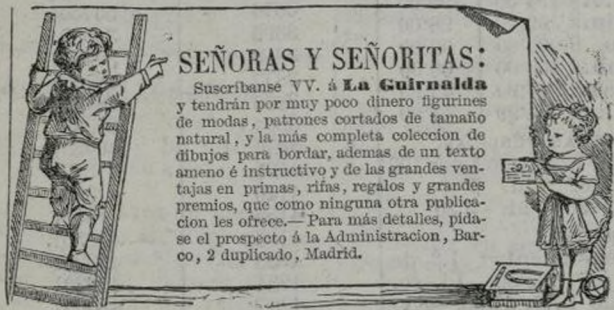 SEÑORAS Y SEÑORITAS:
Suscríbanse VV. á La Guirnalda
y tendrán por muy poco dinero figurines
de modas, patrones cortados de tamaño
natural, y la más completa coleccion de
dibujos para bordar, ademas de un texto
ameno é instructivo y de las grandes ven-
tajas en primas, rifas, regalos y grandes
premios, que como ninguna otra publica-
cion les ofrece.—Para más detalles, pída-
se el prospecto á la Administracion, Bar-
co, 2 duplicado, Madrid.